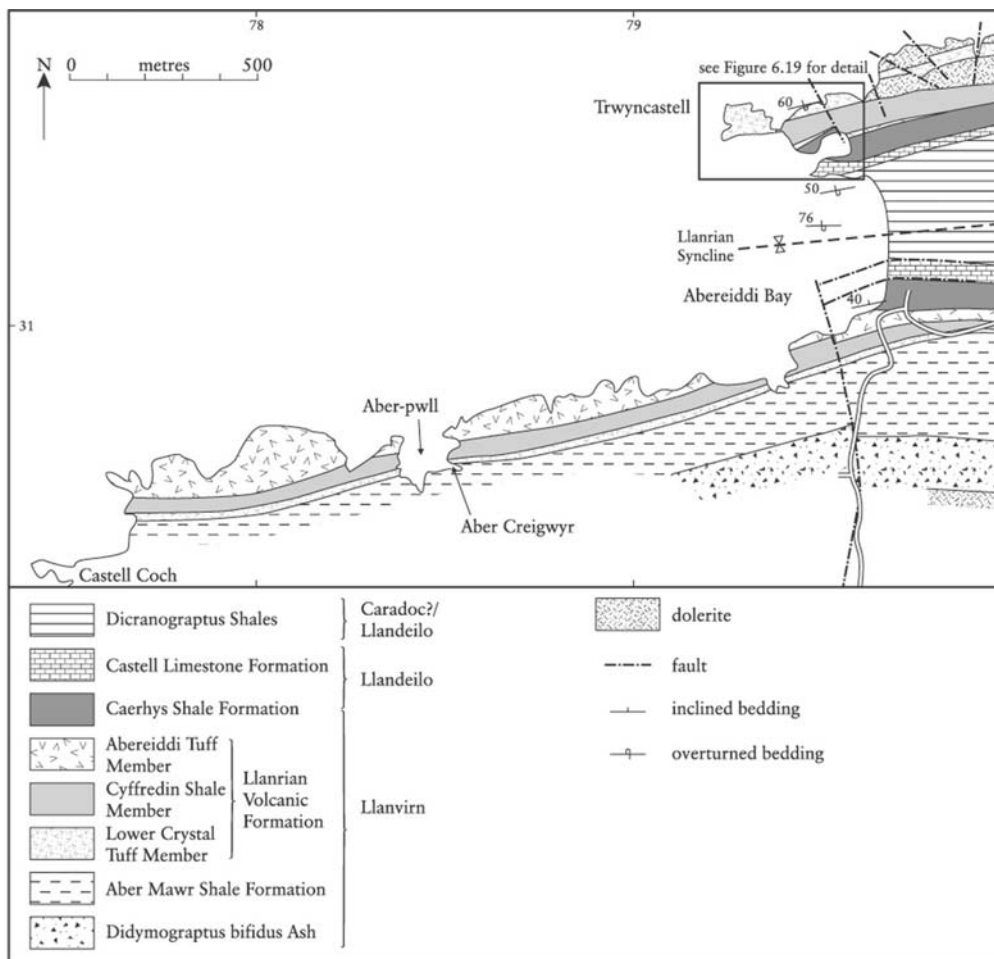 78
79
N
0 metres 500
see Figure 6.19 for detail
Trwyncastell
60
50
76
Llanrian
Syncline
Abereiddi Bay
40
31
Aber-pwll
Aber Creigwyr
Castell Coch
Dicranograptus Shales
Caradoc?/
Llandeilo
Castell Limestone Formation
Llandeilo
Caerhys Shale Formation
Abereiddi Tuff
Member
Cyffredin Shale
Member
Lower Crystal
Tuff Member
Llanrian
Volcanic
Formation
Llanvirn
Aber Mawr Shale Formation
Didymograptus bifidus Ash
dolerite
fault
inclined bedding
overturned bedding